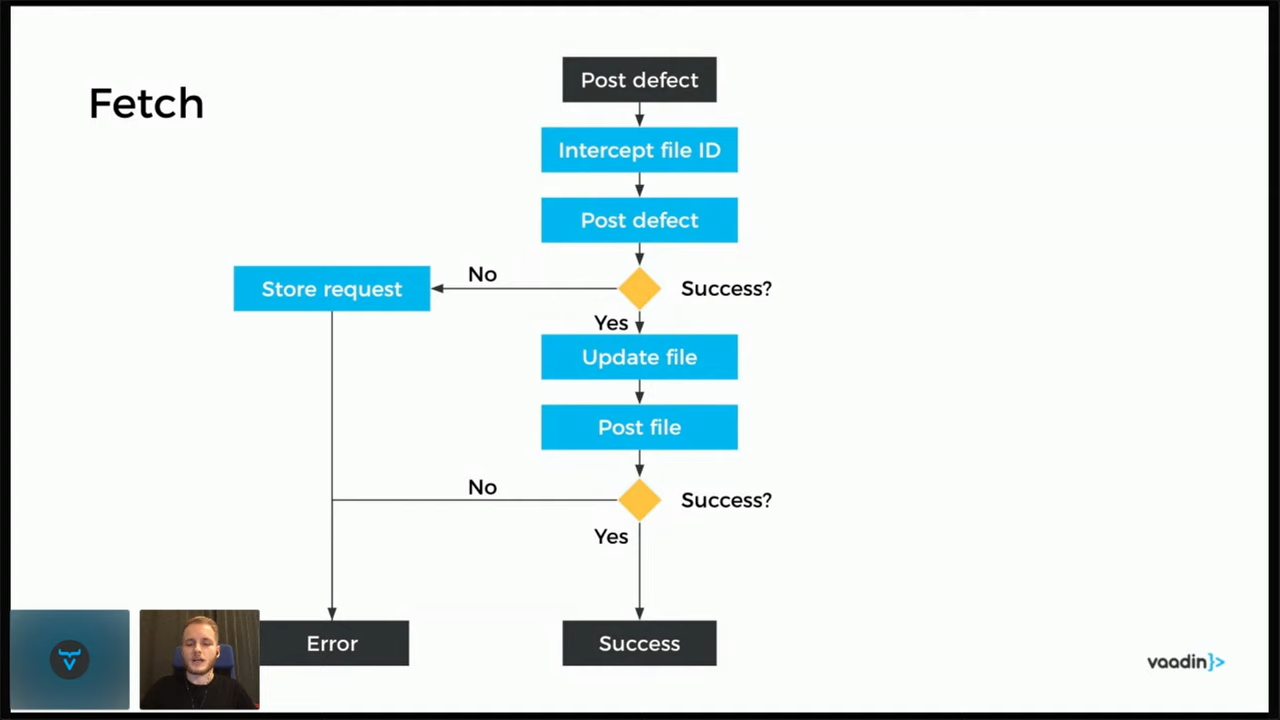 Fetch
Post defect
Intercept file ID
Post defect
Success?
No
Store request
Yes
Update file
Post file
Success?
No
Yes
Error
Success
vaadin}>